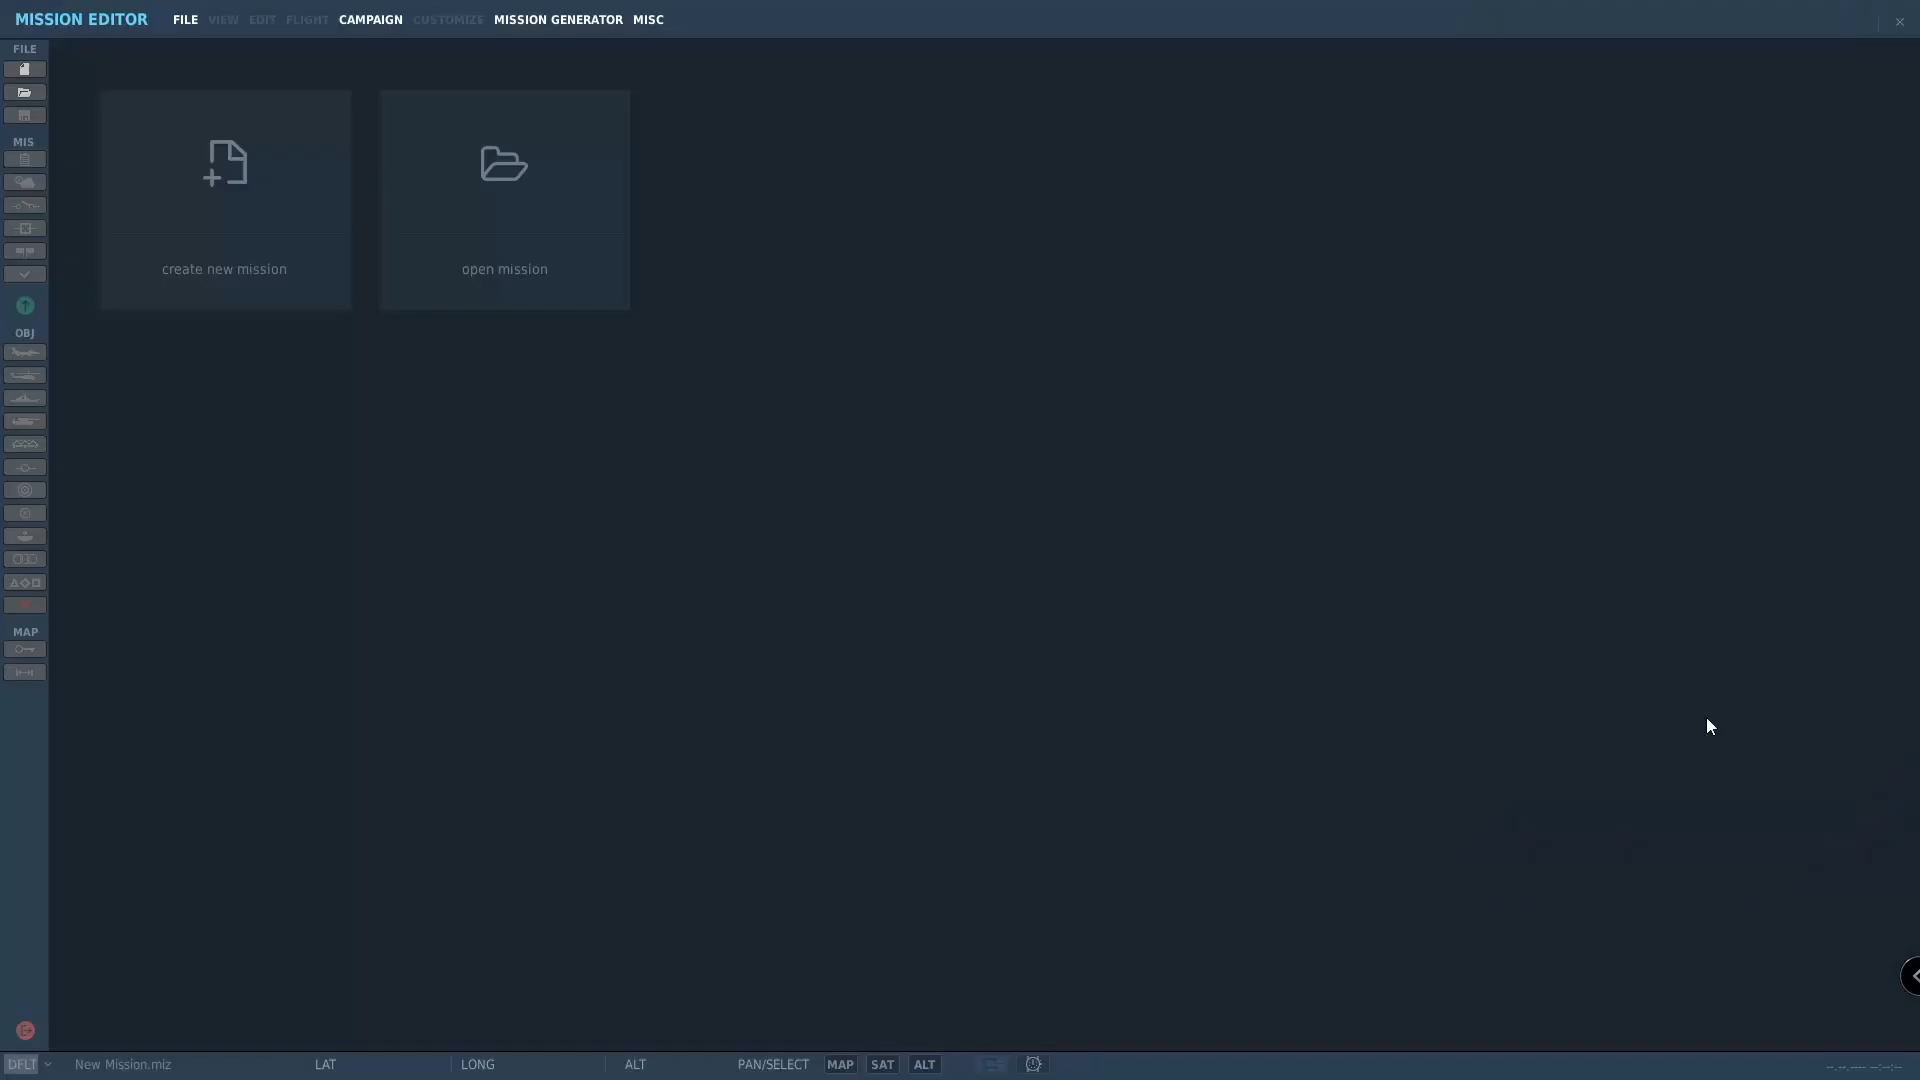 MISSION EDITOR FILE VIEW EDIT FLIGHT CAMPAIGN CUSTOMIZE MISSION GENERATOR MISC
FILE
MIS
create new mission
open mission
OBJ
MAP
DFLT New Mission.miz LAT LONG ALT PAN/SELECT MAP SAT ALT --.--.---- --:--:--